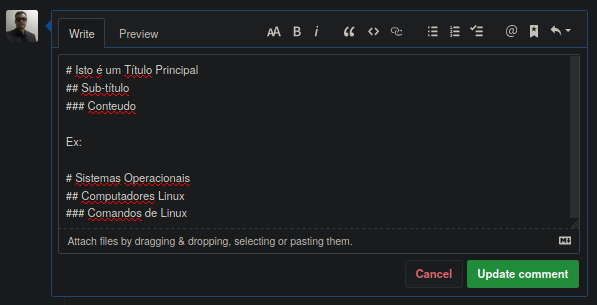 Write
Preview
AA B i @
# Isto é um Título Principal
## Sub-título
### Conteudo
Ex:
# Sistemas Operacionais
## Computadores Linux
### Comandos de Linux
Attach files by dragging & dropping, selecting or pasting them.
Cancel
Update comment